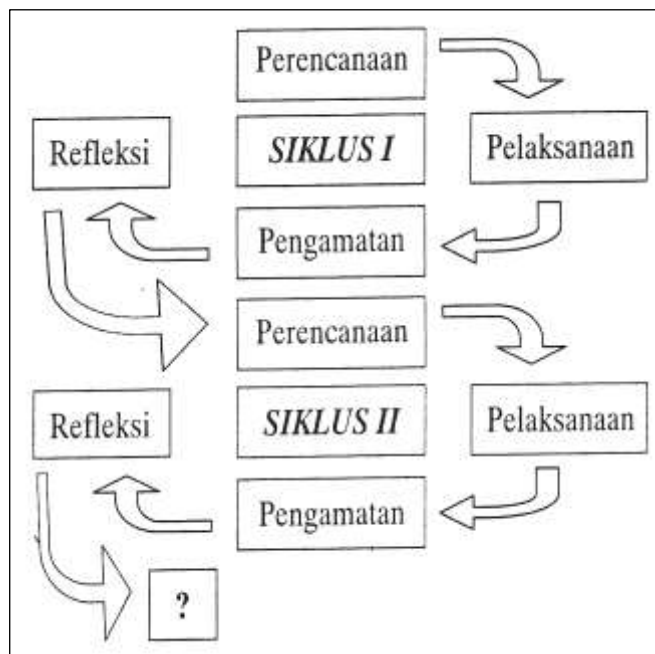 Perencanaan
Refleksi
SIKLUS I
Pelaksanaan
Pengamatan
Perencanaan
Refleksi
SIKLUS II
Pelaksanaan
Pengamatan
?